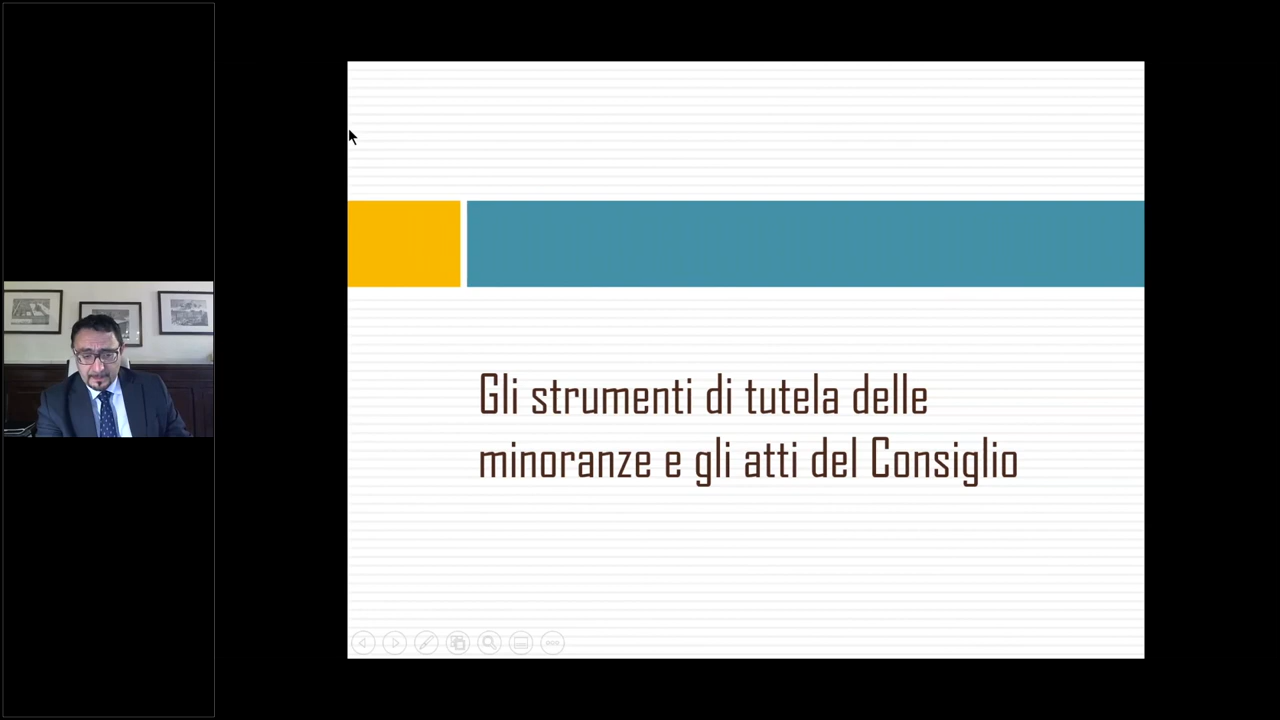 Gli strumenti di tutela delle
minoranze e gli atti del Consiglio